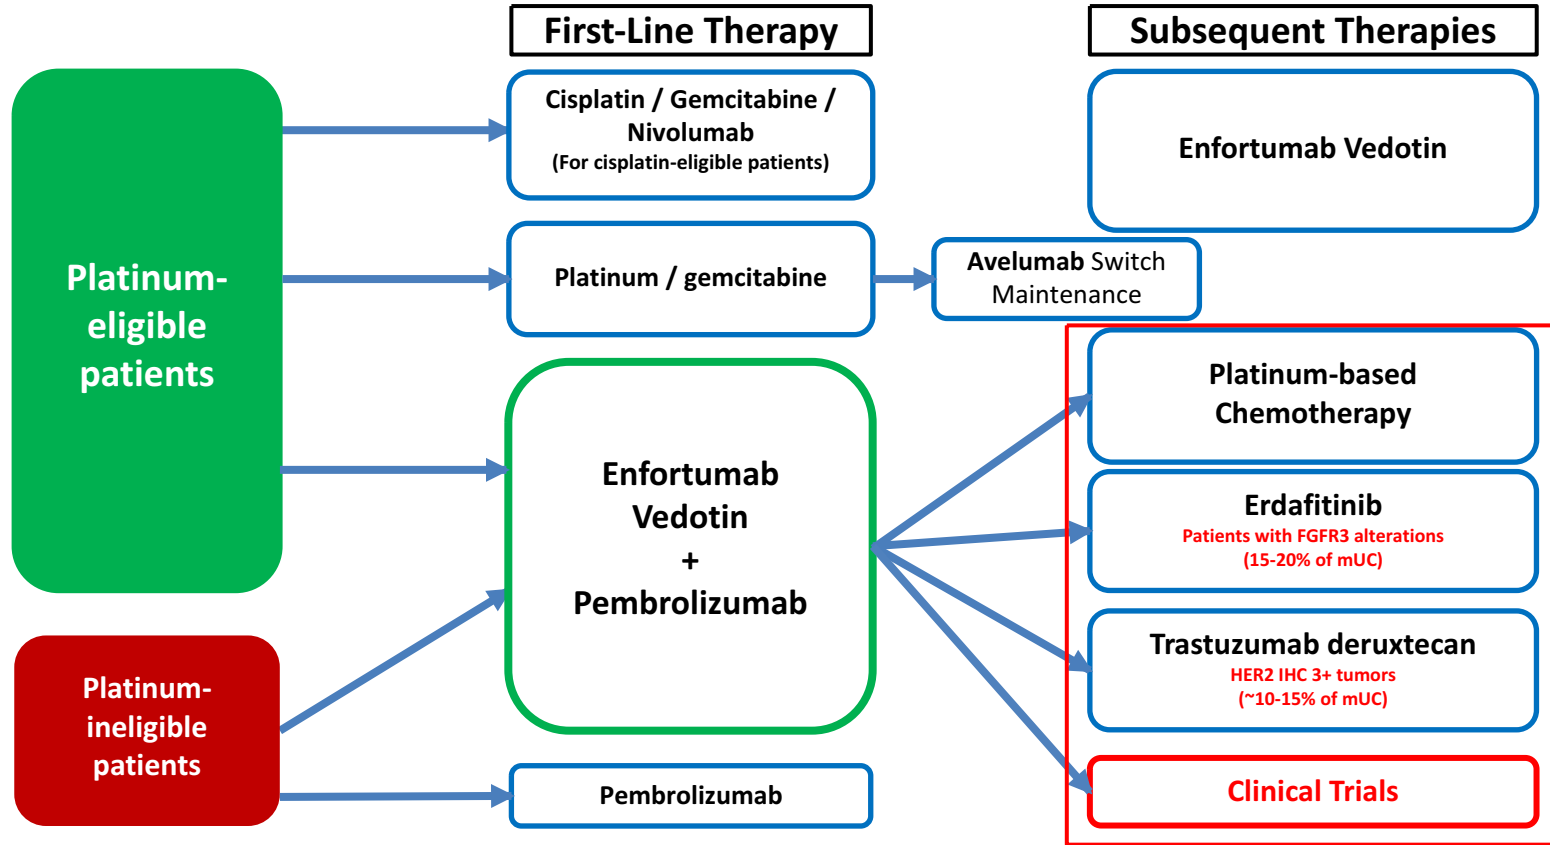 First-Line Therapy
Subsequent Therapies
Platinum-
eligible
patients
Cisplatin / Gemcitabine /
Nivolumab
(For cisplatin-eligible patients)
Enfortumab Vedotin
Platinum / gemcitabine
Avelumab Switch
Maintenance
Enfortumab
Vedotin
+
Pembrolizumab
Platinum-based
Chemotherapy
Erdafitinib
Patients with FGFR3 alterations
(15-20% of mUC)
Trastuzumab deruxtecan
HER2 IHC 3+ tumors
(~10-15% of mUC)
Platinum-
ineligible
patients
Pembrolizumab
Clinical Trials